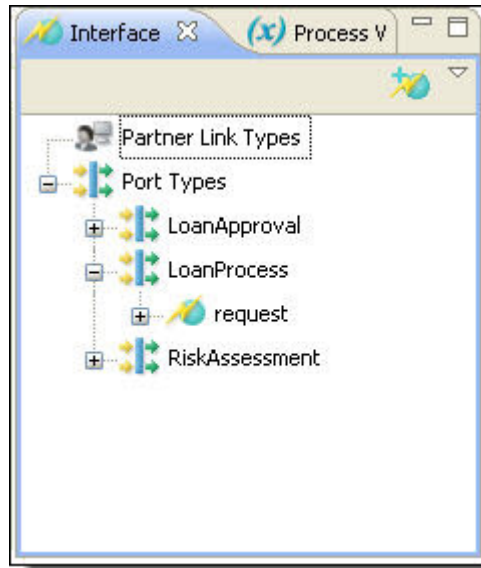 Interface (x) Process V
Partner Link Types
Port Types
LoanApproval
LoanProcess
request
RiskAssessment